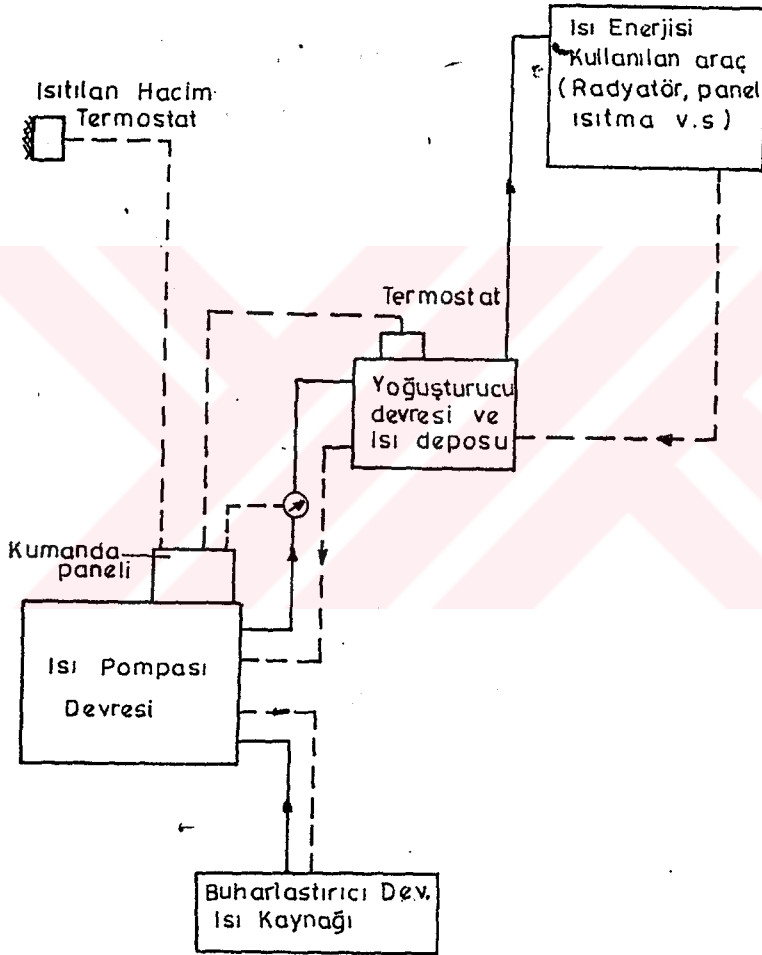 Isı Enerjisi
Kullanılan araç
(Radyatör, panel
ısıtma v.s)
Isıtılan Hacim
Termostat
Termostat
Yoğuşturucu
devresi ve
Isı deposu
Kumanda
paneli
Isı Pompası
Devresi
Buharlastırıcı Dev.
Isı Kaynağı